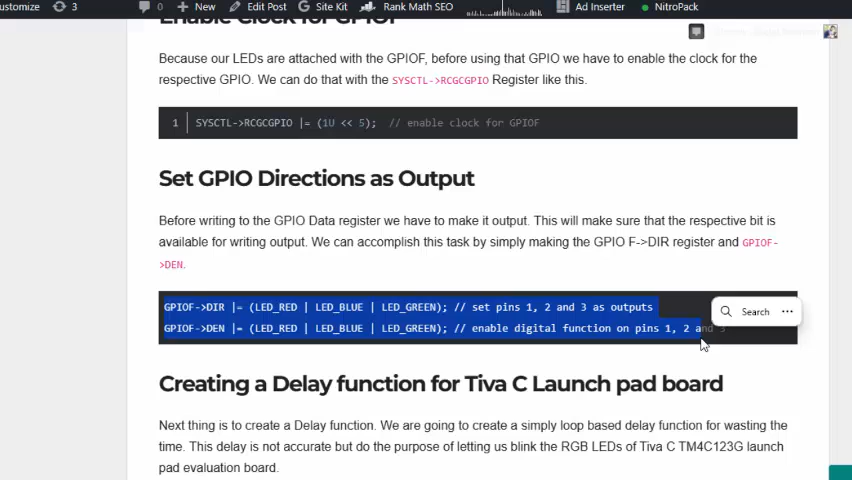 ustomize 3 0 New Edit Post Site Kit Rank Math SEO Ad Inserter NitroPack
Enable Clock for GPIOF
Because our LEDs are attached with the GPIOF, before using that GPIO we have to enable the clock for the
respective GPIO. We can do that with the SYSCTL->RCGCGPIO Register like this.
1 SYSCTL->RCGCGPIO |= (1U << 5); // enable clock for GPIOF
Set GPIO Directions as Output
Before writing to the GPIO Data register we have to make it output. This will make sure that the respective bit is
available for writing output. We can accomplish this task by simply making the GPIO F->DIR register and GPIOF-
>DEN.
GPIOF->DIR |= (LED_RED | LED_BLUE | LED_GREEN); // set pins 1, 2 and 3 as outputs
Search
GPIOF->DEN |= (LED_RED | LED_BLUE | LED_GREEN); // enable digital function on pins 1, 2 and 3
Creating a Delay function for Tiva C Launch pad board
Next thing is to create a Delay function. We are going to create a simply loop based delay function for wasting the
time. This delay is not accurate but do the purpose of letting us blink the RGB LEDs of Tiva C TM4C123G launch
pad evaluation board.